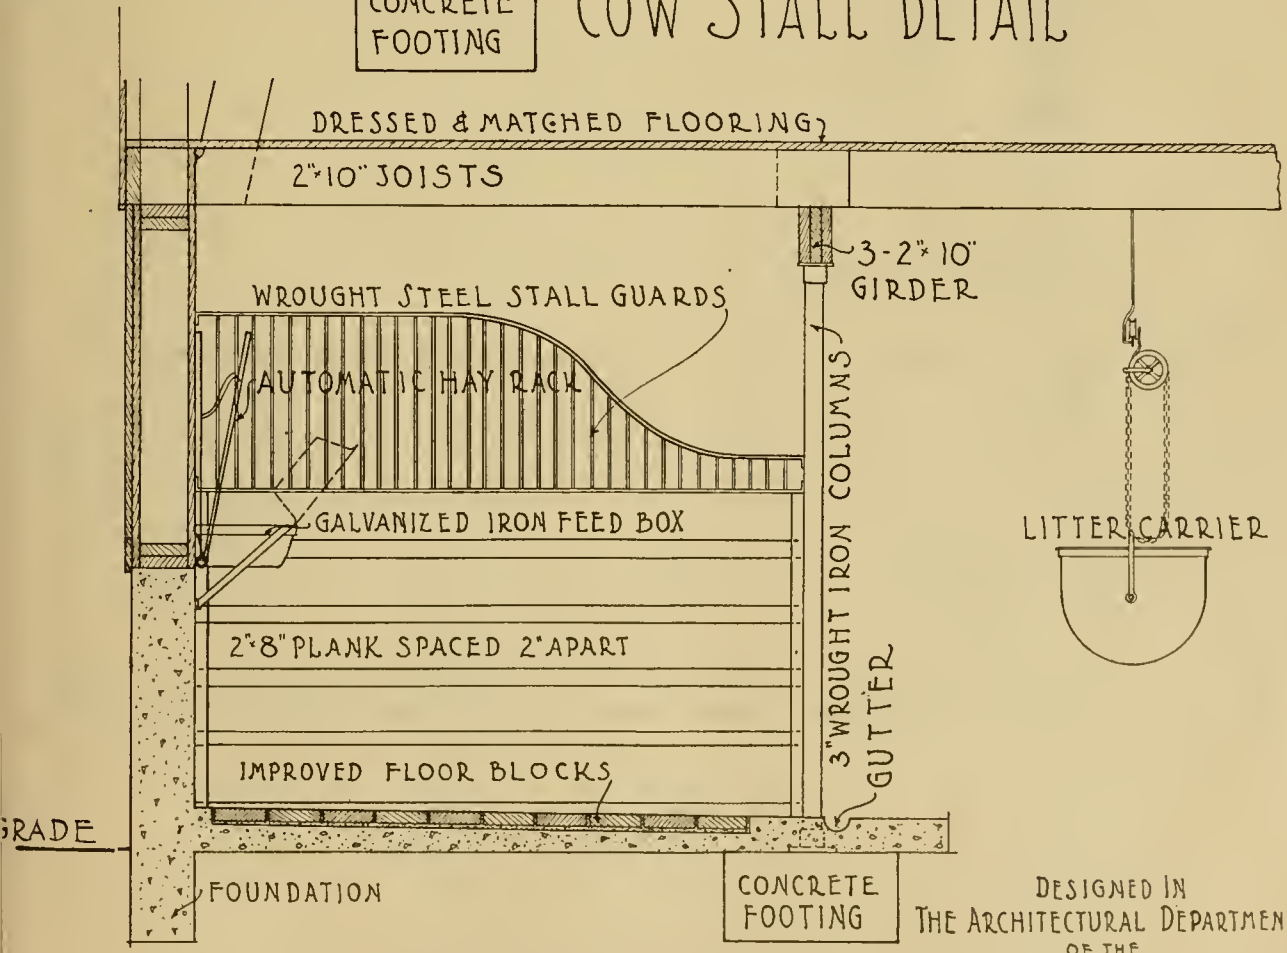 CONCRETE
FOOTING
COW STALL DETAIL
DRESSED & MATCHED FLOORING
2"x10" JOISTS
3-2"x10"
GIRDER
WROUGHT STEEL STALL GUARDS
AUTOMATIC HAY RACK
3" WROUGHT IRON COLUMNS
GALVANIZED IRON FEED BOX
LITTER CARRIER
2"x8" PLANK SPACED 2" APART
GUTTER
IMPROVED FLOOR BLOCKS
GRADE
FOUNDATION
CONCRETE
FOOTING
DESIGNED IN
THE ARCHITECTURAL DEPARTMEN
OF THE